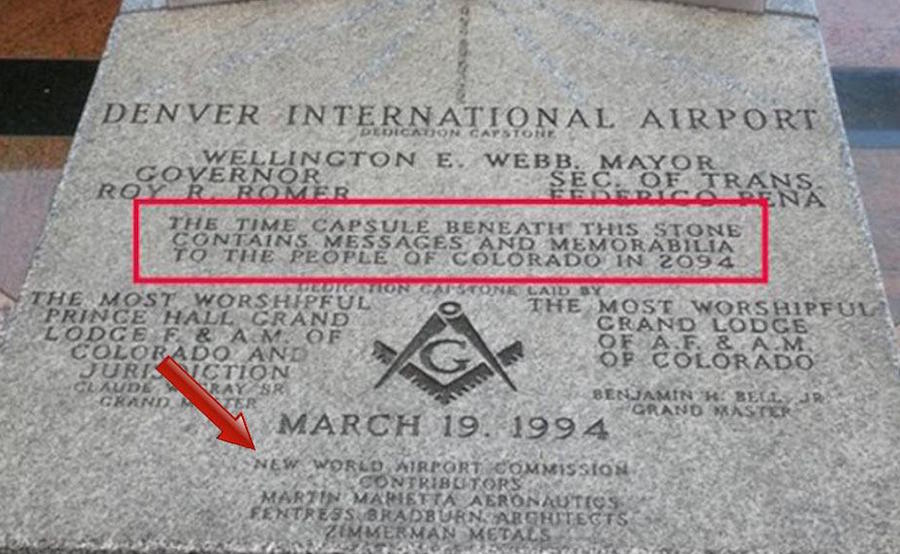 DENVER INTERNATIONAL AIRPORT
DEDICATION CAPSTONE
WELLINGTON E. WEBB, MAYOR
GOVERNOR
ROY R. ROMER
SEC. OF TRANS.
FEDERICO PENA
THE TIME CAPSULE BENEATH THIS STONE
CONTAINS MESSAGES AND MEMORABILIA
TO THE PEOPLE OF COLORADO IN 2094
DEDICATION CAPSTONE LAID BY
THE MOST WORSHIPFUL
PRINCE HALL GRAND
LODGE F. & A.M. OF
COLORADO AND
JURISDICTION
CLAUDE GRAY SR.
GRAND MASTER
G
THE MOST WORSHIPFUL
GRAND LODGE
OF A.F. & A.M.
OF COLORADO
BENJAMIN H. BELL, JR.
GRAND MASTER
MARCH 19, 1994
NEW WORLD AIRPORT COMMISSION
CONTRIBUTORS
MARTIN MARIETTA AERONAUTICS
FENTRESS BRADBURN ARCHITECTS
ZIMMERMAN METALS